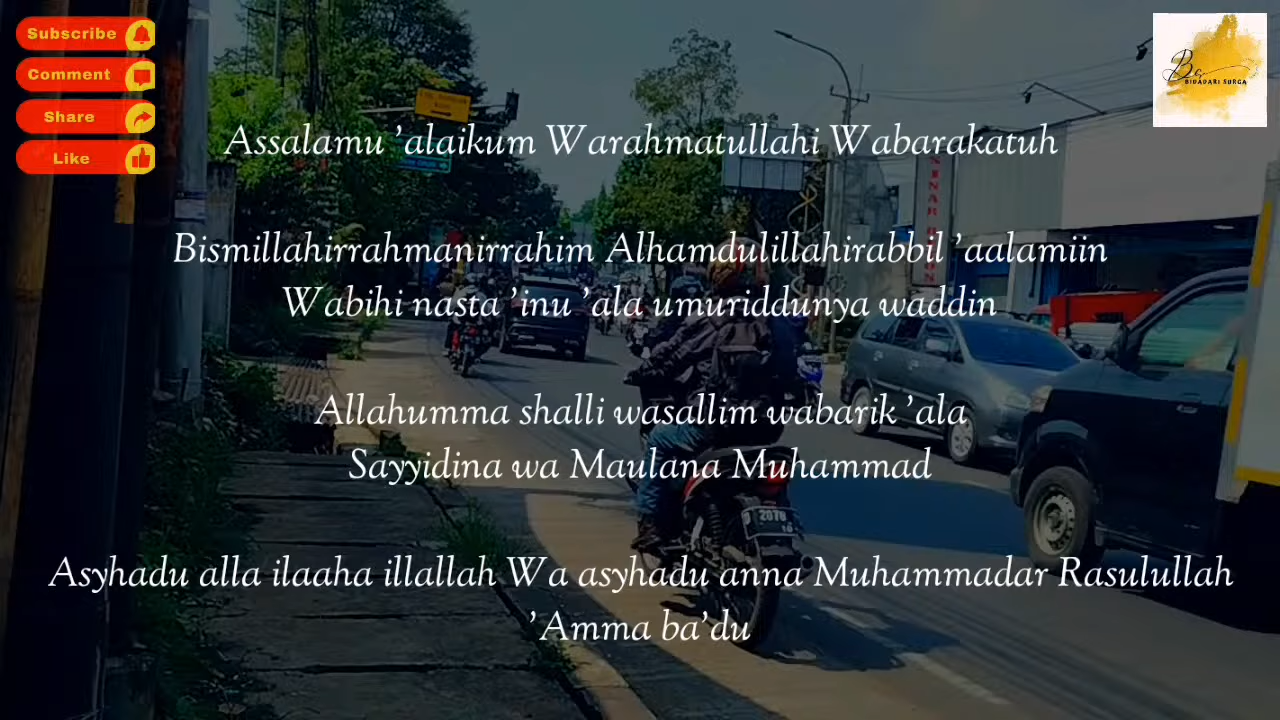 Subscribe
Comment
Share
Like
BIDADARI SURGA
Assalamu 'alaikum Warahmatullahi Wabarakatuh
Bismillahirrahmanirrahim Alhamdulillahirabbil 'aalamiin
Wabihi nasta 'inu 'ala umuriddunya waddin
Allahumma shalli wasallim wabarik 'ala
Sayyidina wa Maulana Muhammad
Asyhadu alla ilaaha illallah Wa asyhadu anna Muhammadar Rasulullah
'Amma ba'du